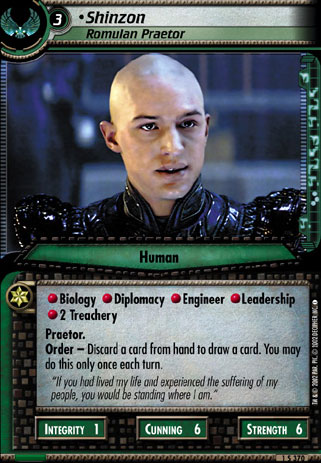 3
•Shinzon
Romulan Praetor
Human
Biology Diplomacy Engineer Leadership
2 Treachery
Praetor.
Order – Discard a card from hand to draw a card. You may
do this only once each turn.
"If you had lived my life and experienced the suffering of my
people, you would be standing where I am."
INTEGRITY 1 CUNNING 6 STRENGTH 6
1 S 370